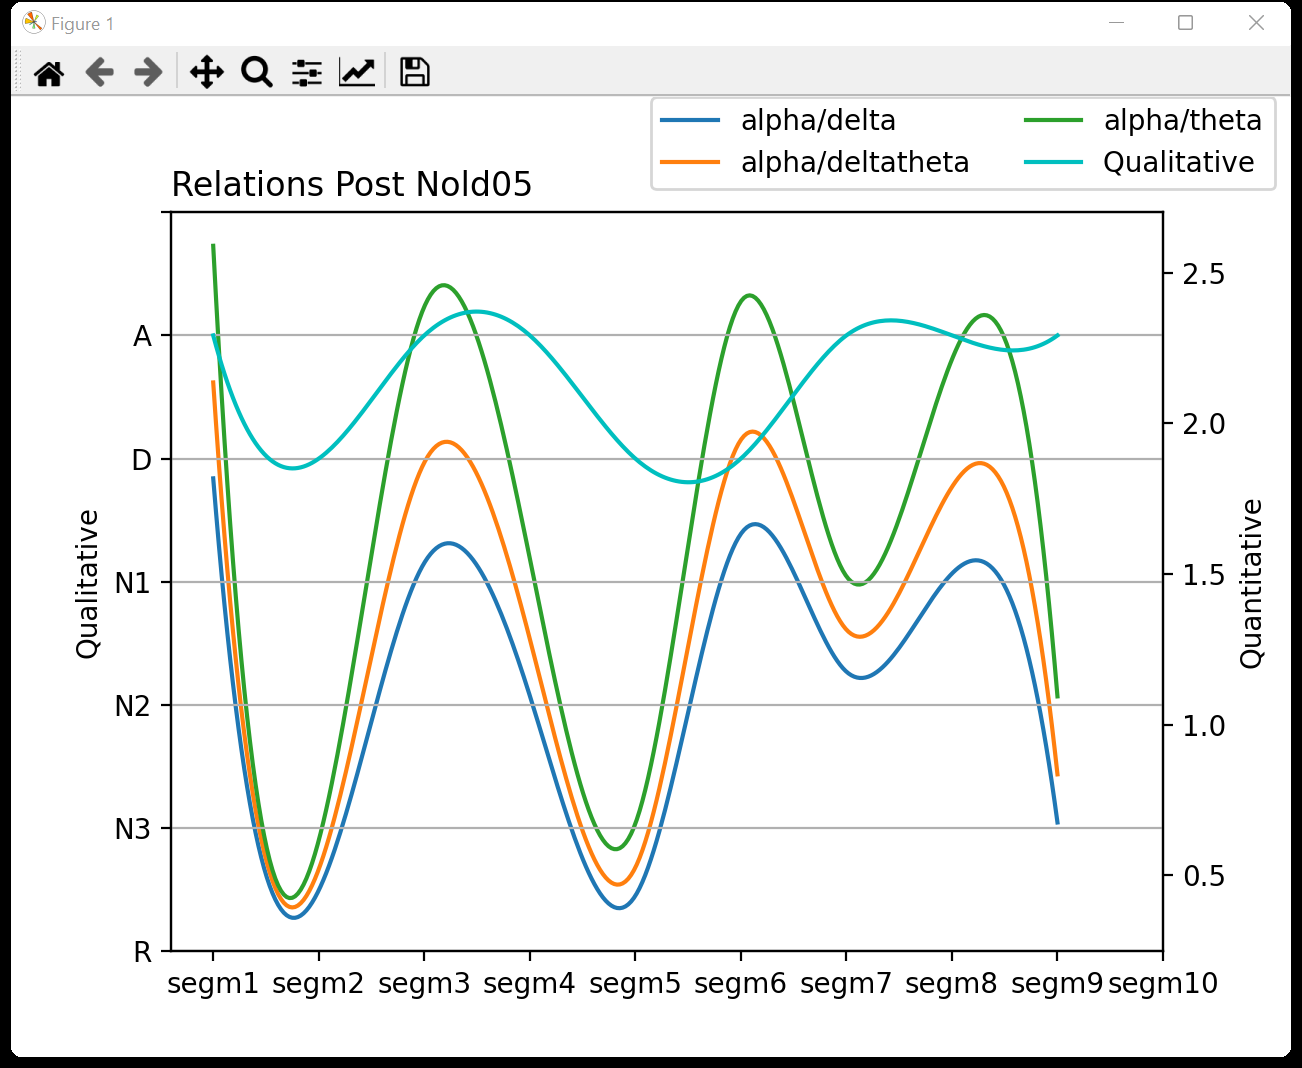 Figure 1
alpha/delta
alpha/deltatheta
alpha/theta
Qualitative
Relations Post Nold05
A
D
N1
N2
N3
R
Qualitative
2.5
2.0
1.5
1.0
0.5
Quantitative
segm1 segm2 segm3 segm4 segm5 segm6 segm7 segm8 segm9 segm10